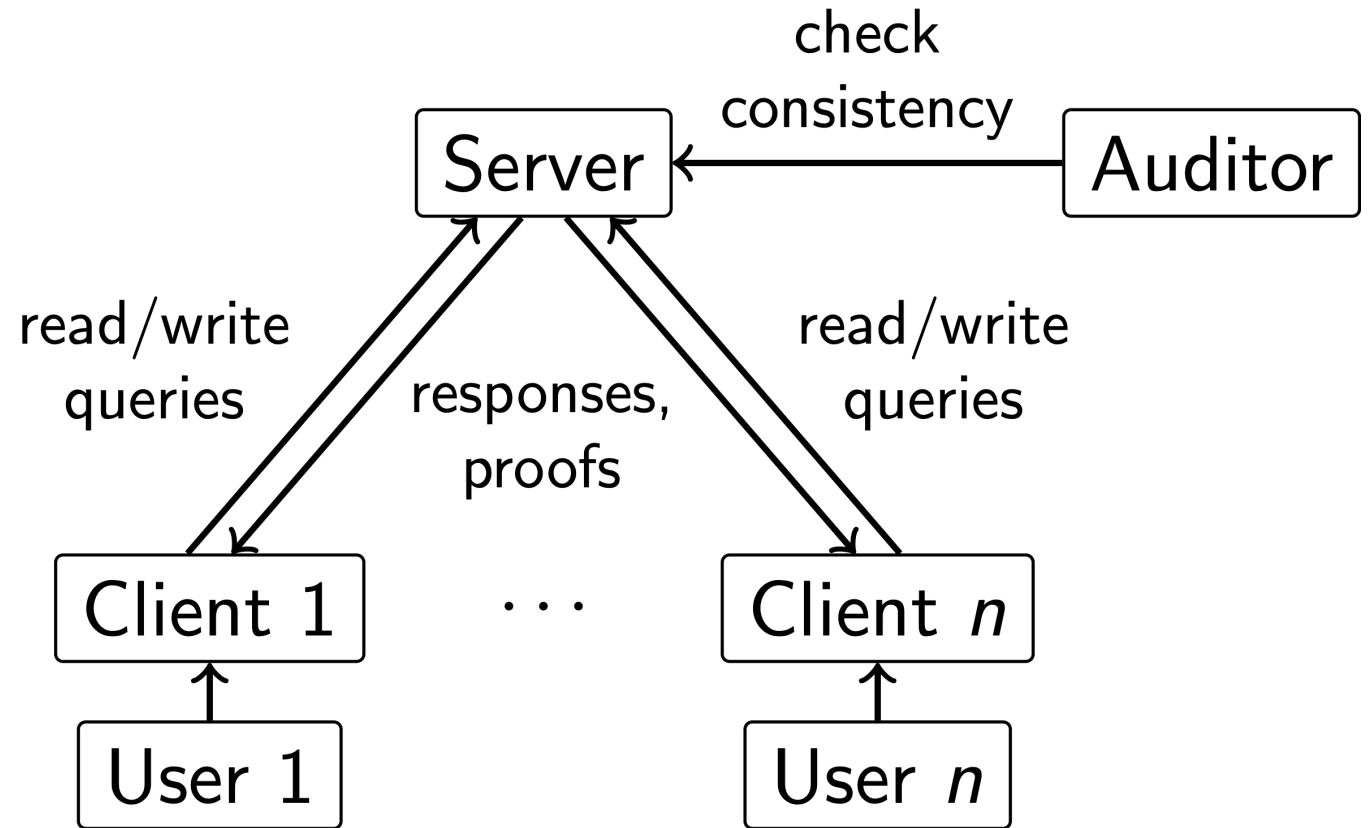 check
consistency
Server
Auditor
read/write
queries
responses,
proofs
read/write
queries
Client 1
...
Client n
User 1
User n